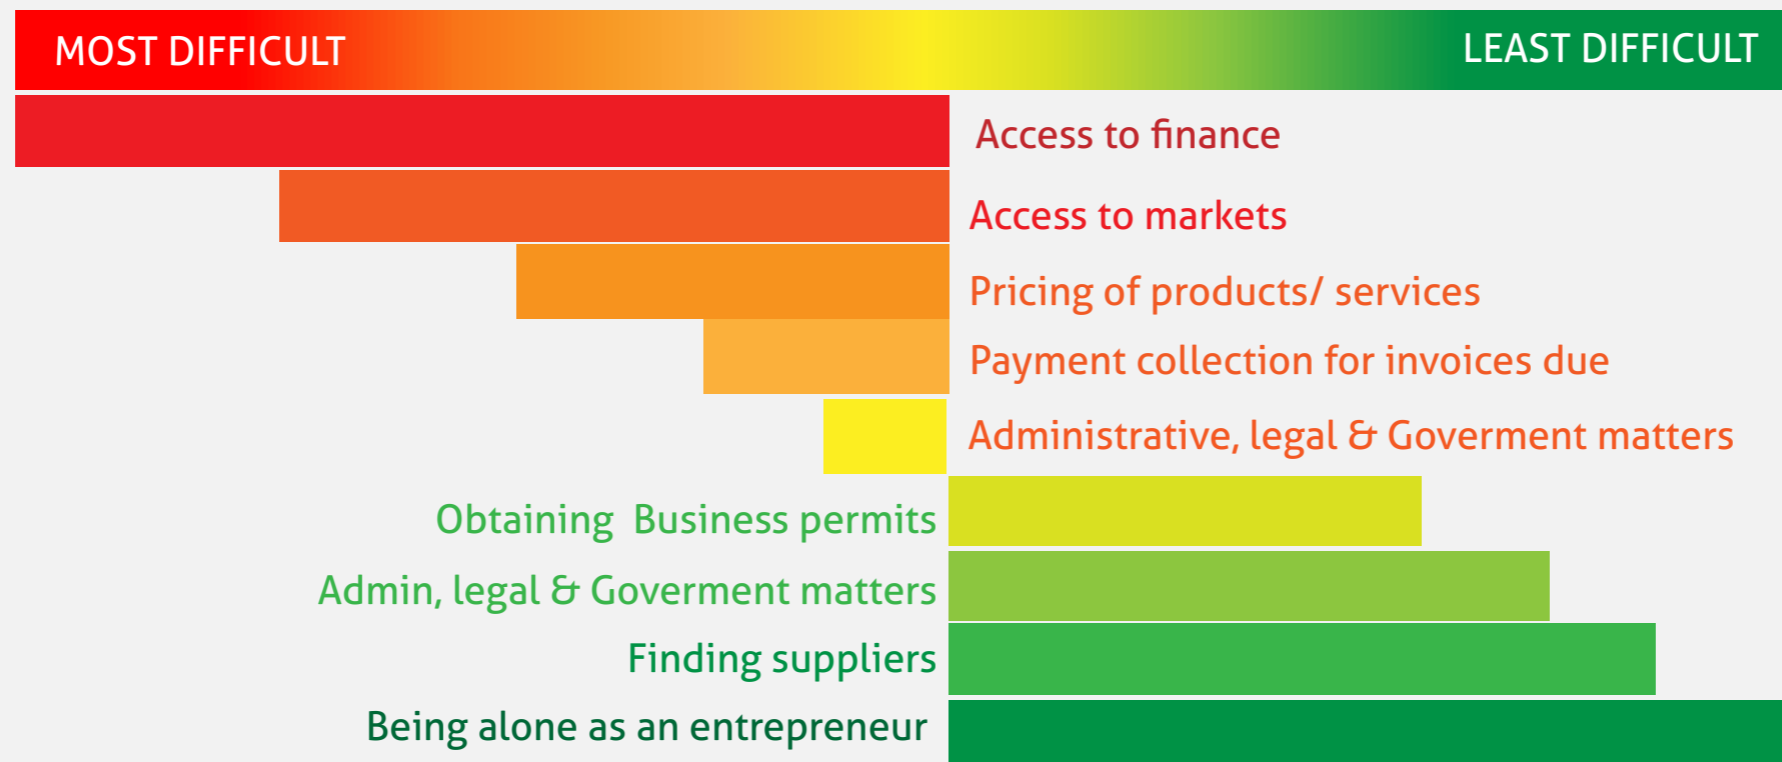 MOST DIFFICULT
LEAST DIFFICULT
Access to finance
Access to markets
Pricing of products/ services
Payment collection for invoices due
Administrative, legal & Goverment matters
Obtaining Business permits
Admin, legal & Goverment matters
Finding suppliers
Being alone as an entrepreneur